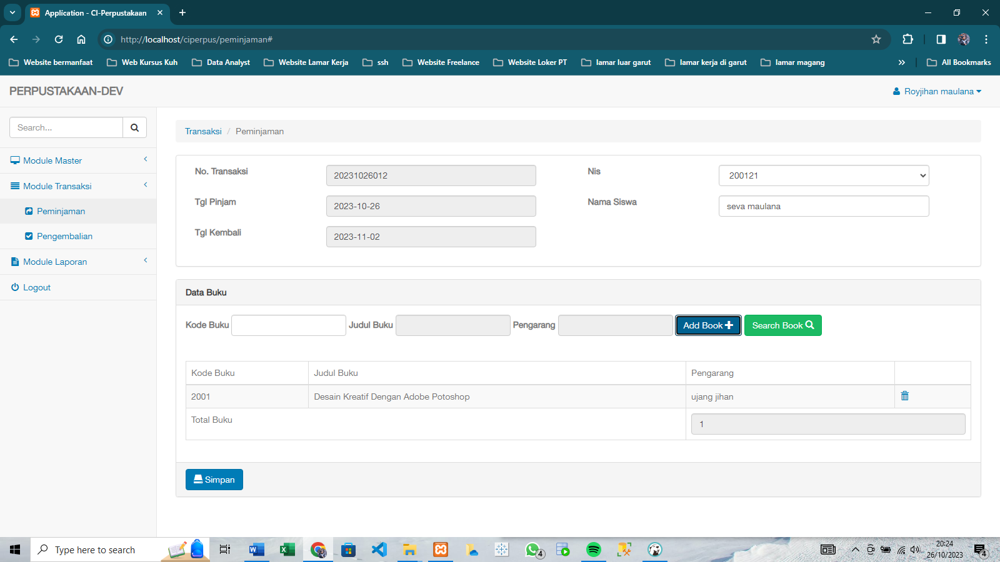 Application - CI-Perpustakaan
http://localhost/ciperpus/peminjaman#
Website bermanfaat Web Kursus Kuh Data Analyst Website Lamar Kerja ssh Website Freelance Website Loker PT lamar luar garut lamar kerja di garut lamar magang All Bookmarks
PERPUSTAKAAN-DEV
Royjihan maulana
Search...
Module Master
Module Transaksi
Peminjaman
Pengembalian
Module Laporan
Logout
Transaksi / Peminjaman
No. Transaksi 20231026012 Nis 200121
Tgl Pinjam 2023-10-26 Nama Siswa seva maulana
Tgl Kembali 2023-11-02
Data Buku
Kode Buku Judul Buku Pengarang Add Book Search Book
Kode Buku Judul Buku Pengarang
2001 Desain Kreatif Dengan Adobe Potoshop ujang jihan
Total Buku 1
Simpan
Type here to search
4
20:24
26/10/2023
4